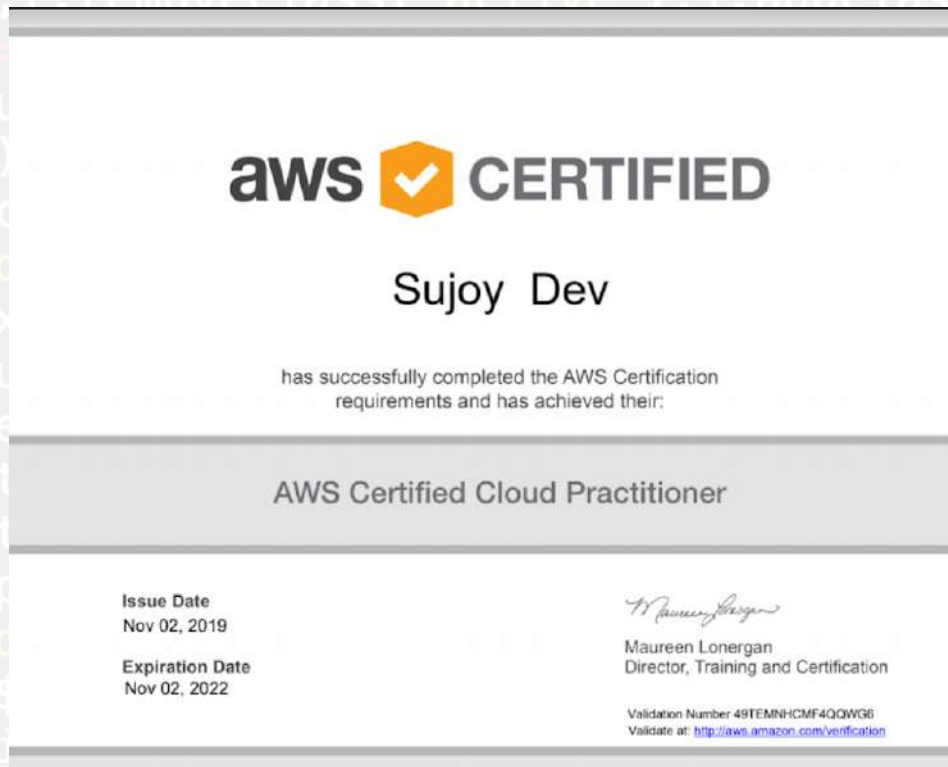 aws CERTIFIED
Sujoy Dev
has successfully completed the AWS Certification
requirements and has achieved their:
AWS Certified Cloud Practitioner
Issue Date
Nov 02, 2019
Expiration Date
Nov 02, 2022
Maureen Lonergan
Maureen Lonergan
Director, Training and Certification
Validation Number 49TEMNHCMF4QQWG6
Validate at: http://aws.amazon.com/verification